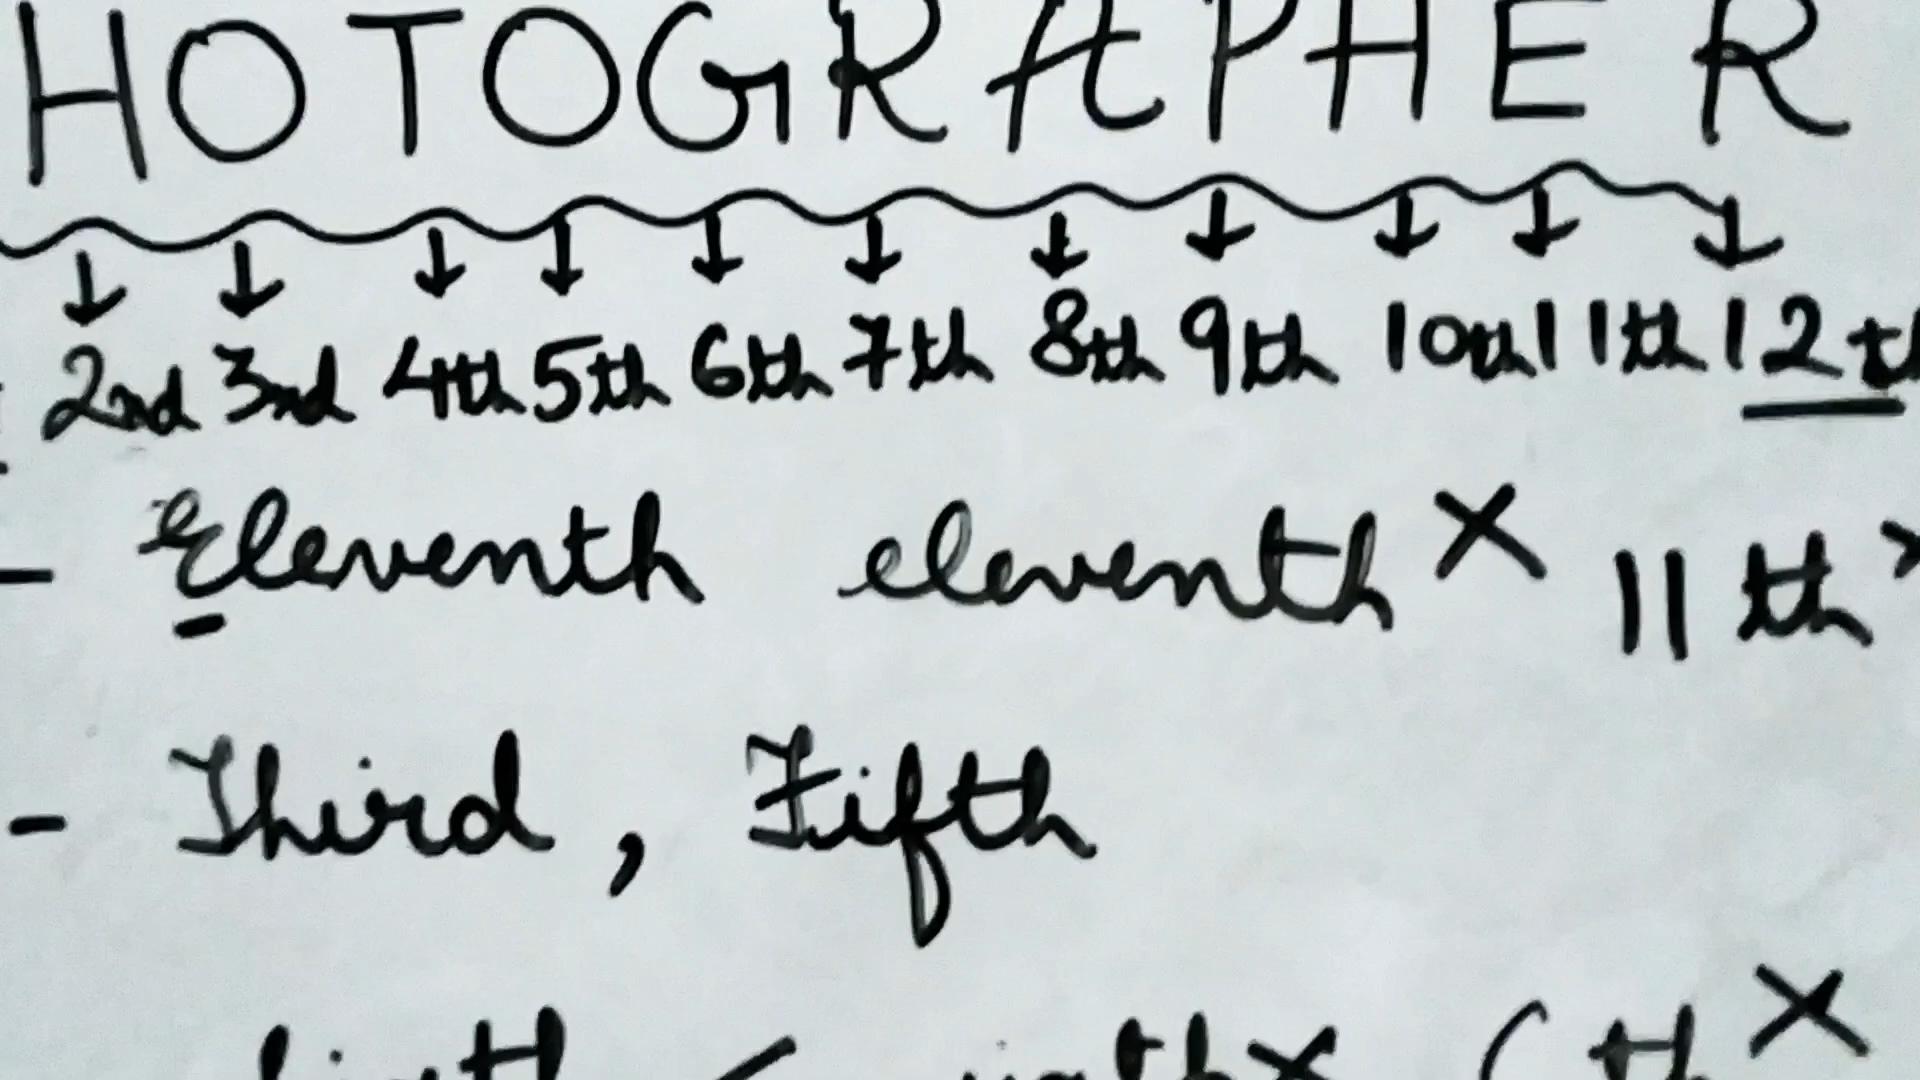 HOTOGRAPHER
2nd 3rd 4th 5th 6th 7th 8th 9th 10th 11th 12th
- Eleventh eleventh × 11th ×
- Third, Fifth